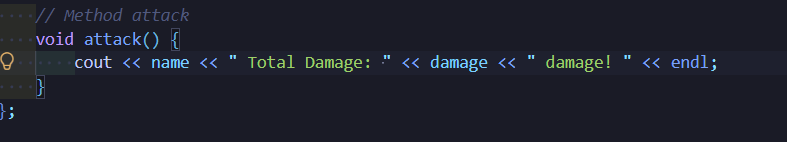 // Method attack
void attack() {
cout << name << " Total Damage: " << damage << " damage! " << endl;
}
};